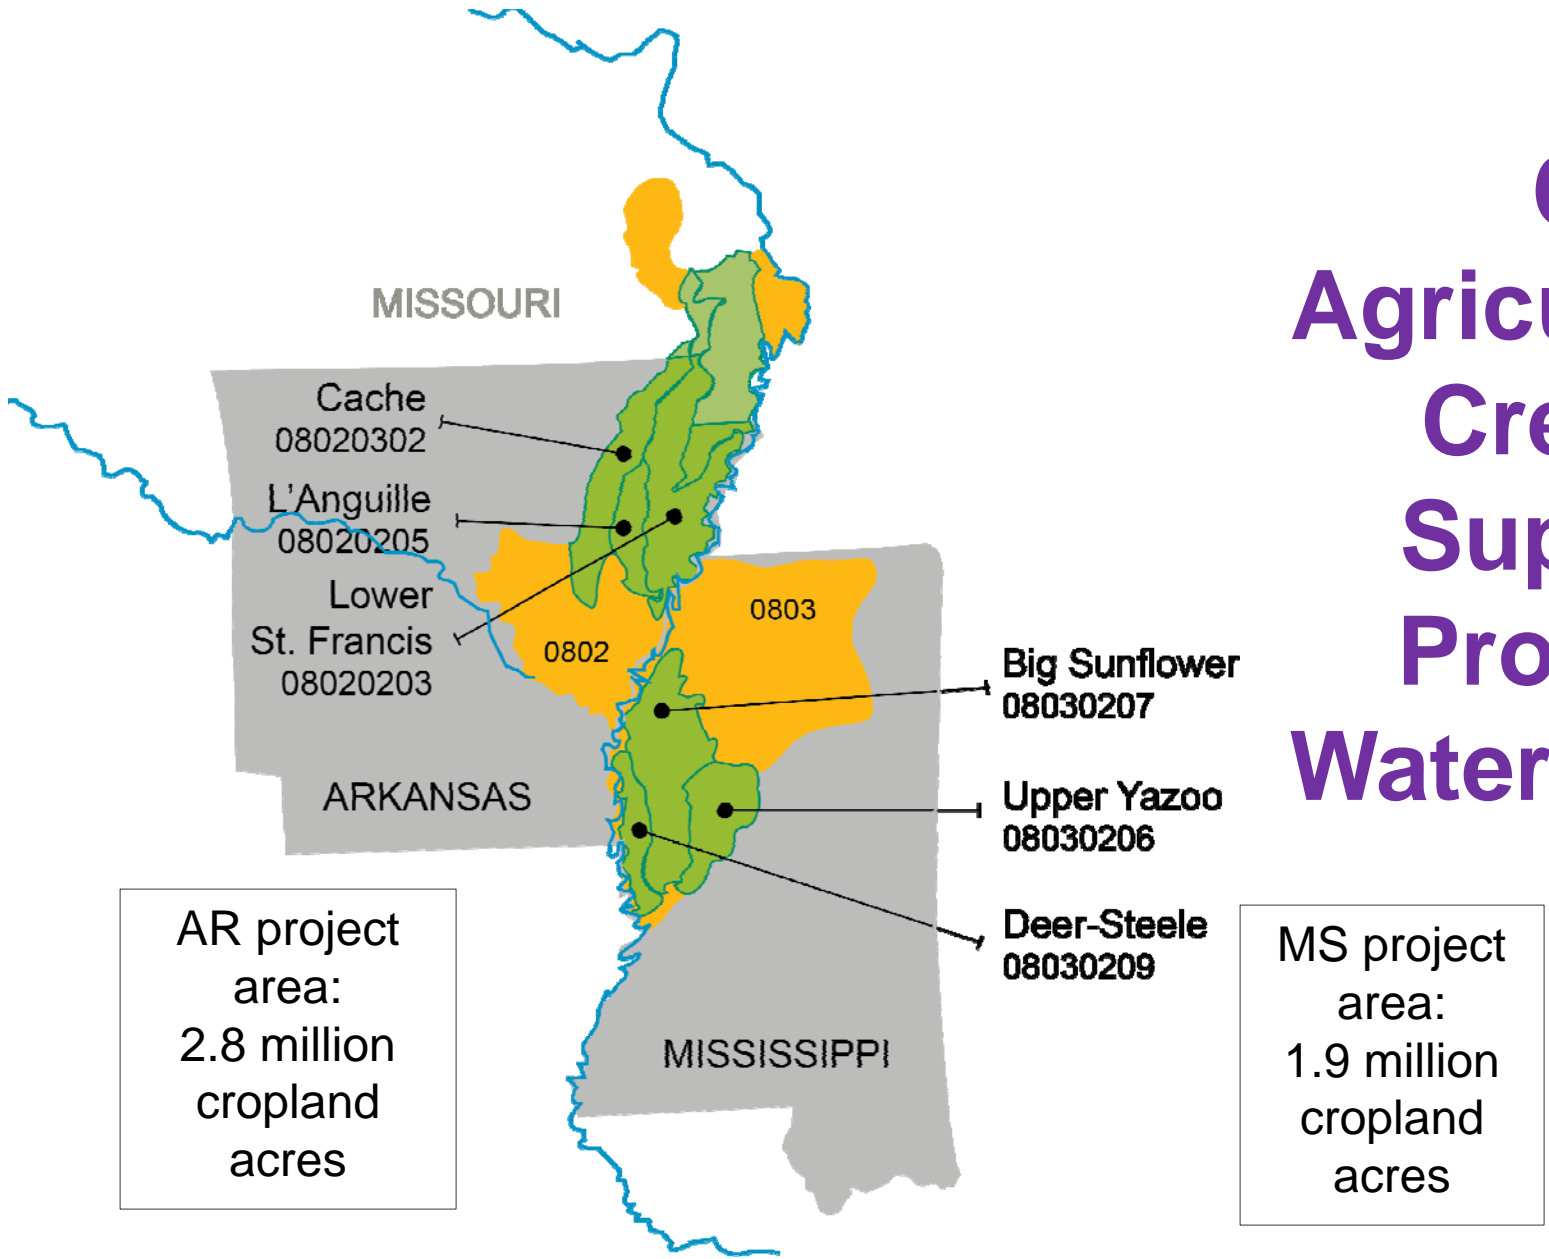 MISSOURI
Cache
08020302
L'Anguille
08020205
Lower
St. Francis
08020203
0802
0803
ARKANSAS
Big Sunflower
08030207
Upper Yazoo
08030206
Deer-Steele
08030209
MISSISSIPPI
AR project
area:
2.8 million
cropland
acres
MS project
area:
1.9 million
cropland
acres
Agricu
Cre
Sup
Pro
Water